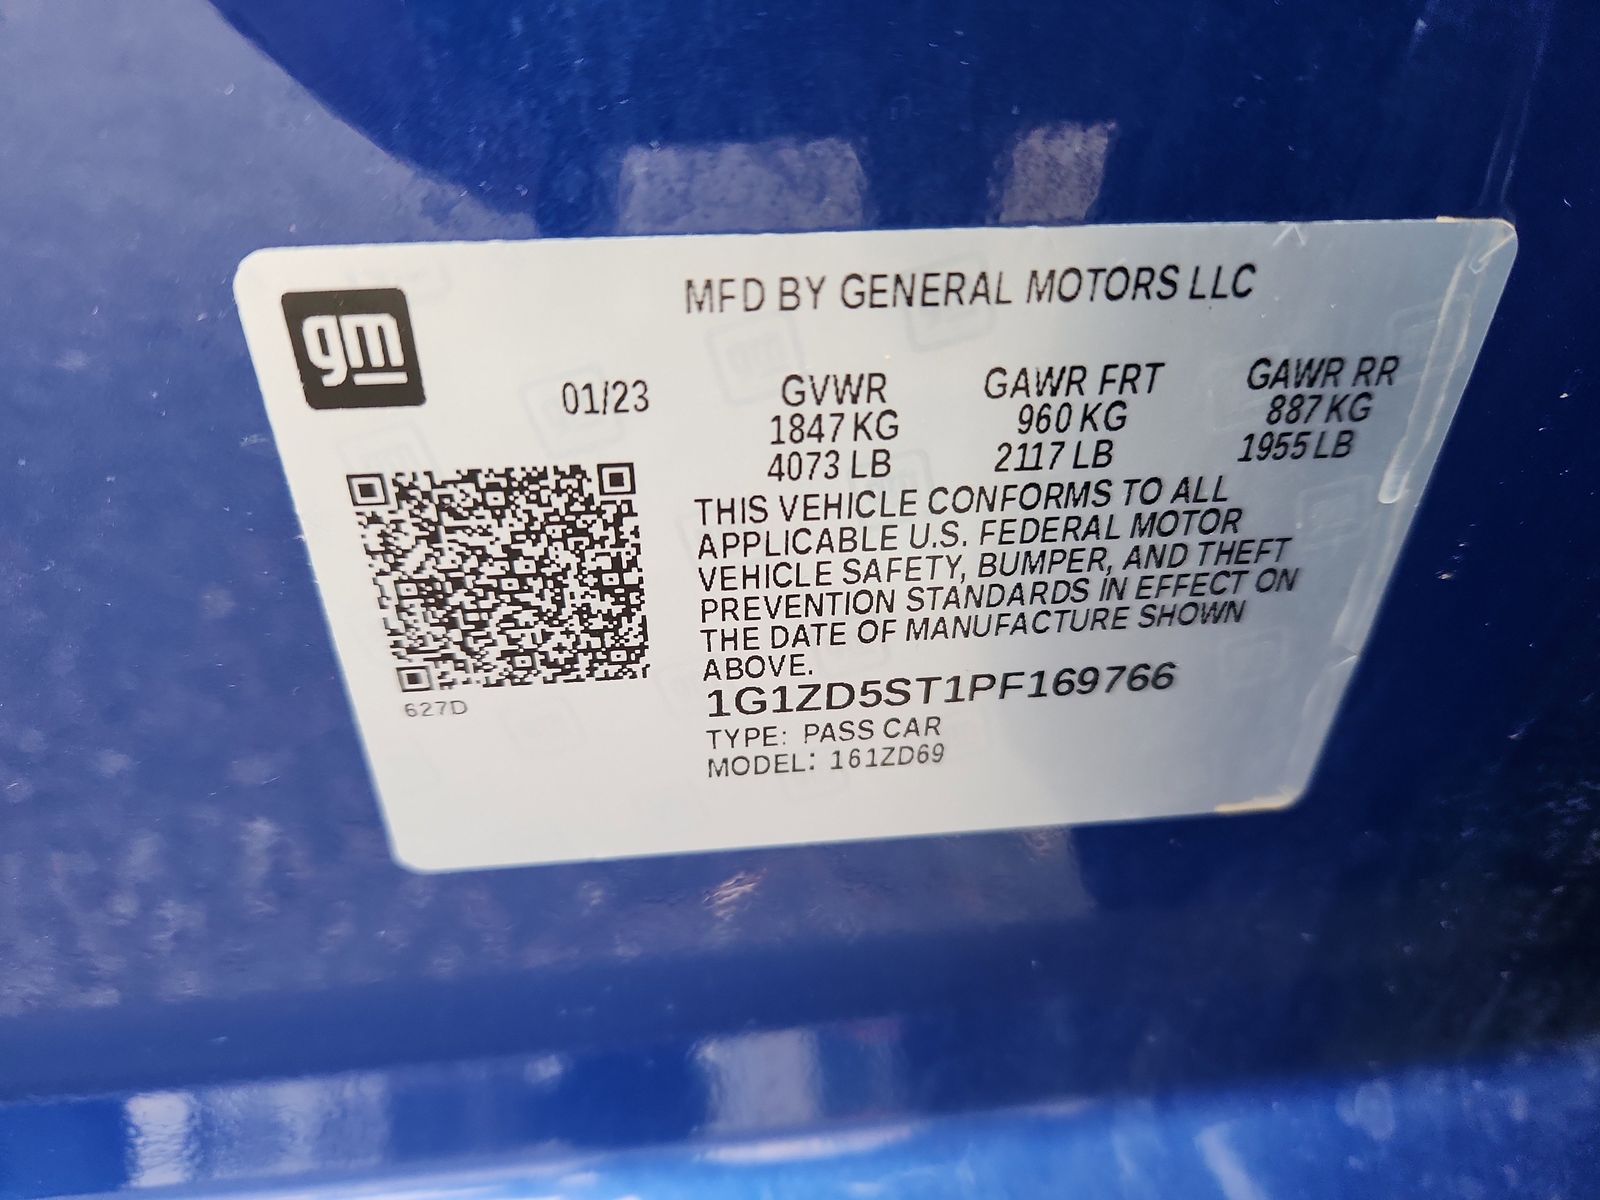 gm
MFD BY GENERAL MOTORS LLC
01/23 GVWR GAWR FRT GAWR RR
1847 KG 960 KG 887 KG
4073 LB 2117 LB 1955 LB
THIS VEHICLE CONFORMS TO ALL
APPLICABLE U.S. FEDERAL MOTOR
VEHICLE SAFETY, BUMPER, AND THEFT
PREVENTION STANDARDS IN EFFECT ON
THE DATE OF MANUFACTURE SHOWN
ABOVE.
1G1ZD5ST1PF169766
627D
TYPE: PASS CAR
MODEL: 161ZD69